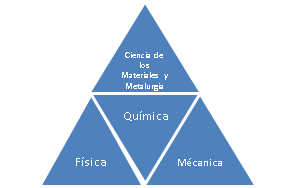 Ciencia de
los
Materiales y
Metalurgia
Química
Física
Mécanica